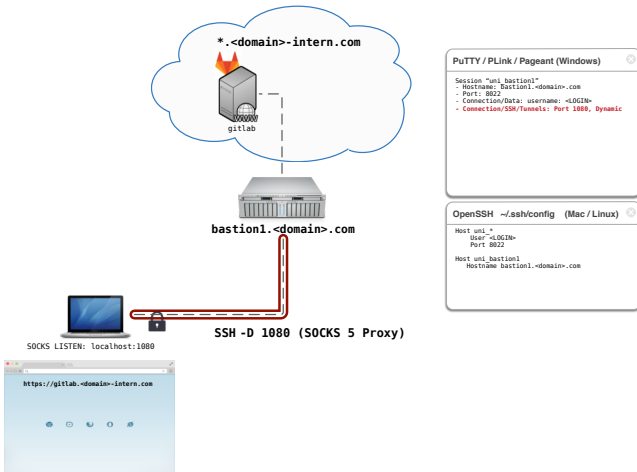 *.<domain>-intern.com
gitlab
bastion1.<domain>.com
SSH -D 1080 (SOCKS 5 Proxy)
SOCKS LISTEN: localhost:1080
https://gitlab.<domain>-intern.com
PuTTY / PLink / Pageant (Windows)
Session "uni_bastion1"
- Hostname: bastion1.<domain>.com
- Port: 8022
- Connection/Data: username: <LOGIN>
- Connection/SSH/Tunnels: Port 1080, Dynamic
OpenSSH ~/.ssh/config (Mac / Linux)
Host uni_*
User <LOGIN>
Port 8022
Host uni_bastion1
Hostname bastion1.<domain>.com